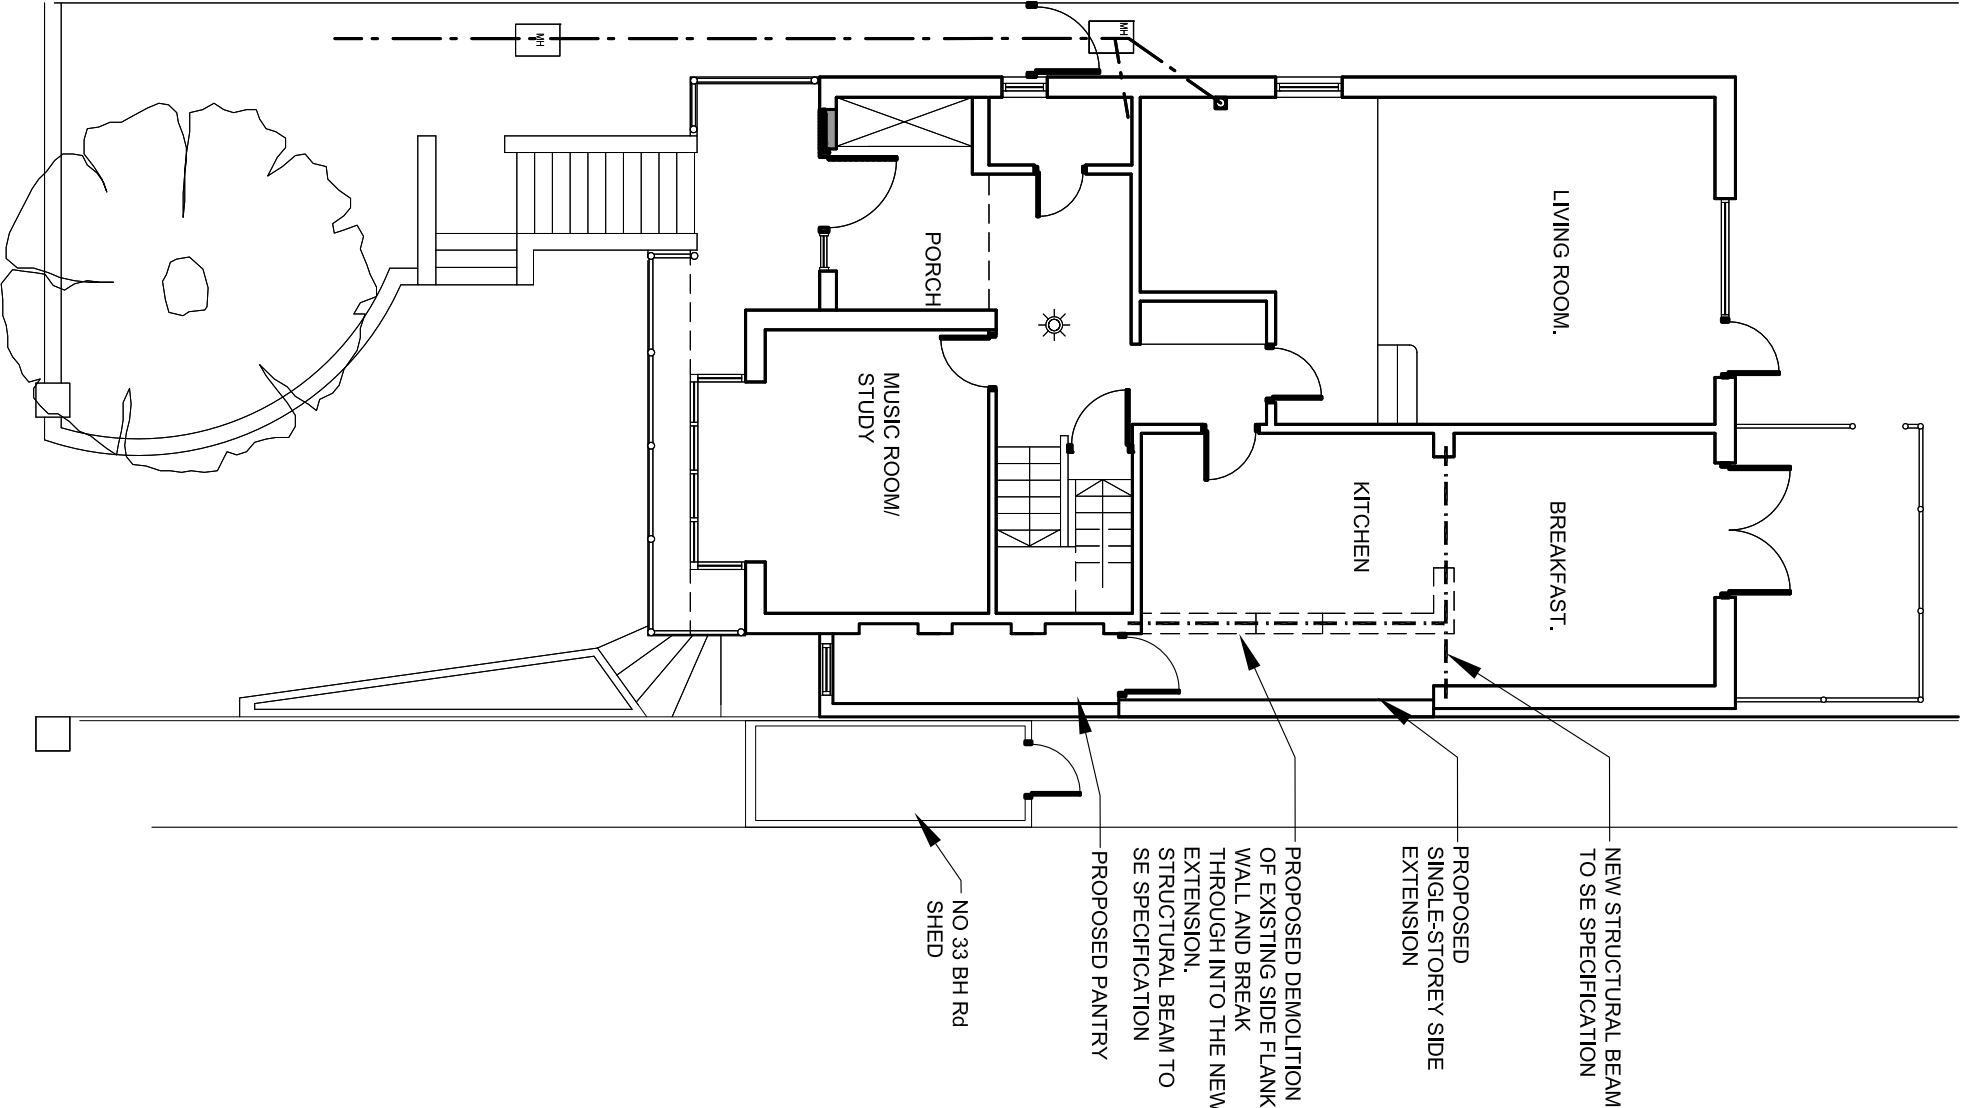 MH
MH
LIVING ROOM.
PORCH
MUSIC ROOM/
STUDY
KITCHEN
BREAKFAST.
NEW STRUCTURAL BEAM
TO SE SPECIFICATION
PROPOSED
SINGLE-STOREY SIDE
EXTENSION
PROPOSED DEMOLITION
OF EXISTING SIDE FLANK
WALL AND BREAK
THROUGH INTO THE NEW
EXTENSION.
STRUCTURAL BEAM TO
SE SPECIFICATION
PROPOSED PANTRY
NO 33 BH Rd
SHED